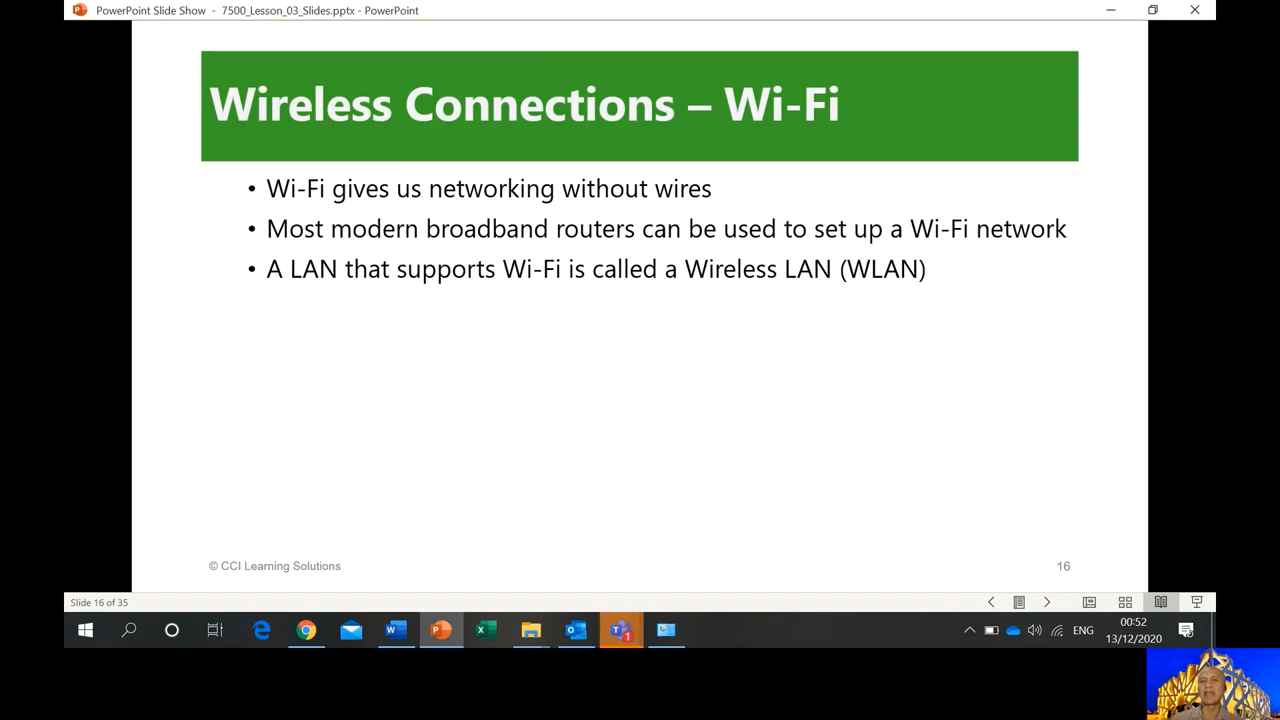 PowerPoint Slide Show - 7500_Lesson_03_Slides.pptx - PowerPoint
Wireless Connections – Wi-Fi
• Wi-Fi gives us networking without wires
• Most modern broadband routers can be used to set up a Wi-Fi network
• A LAN that supports Wi-Fi is called a Wireless LAN (WLAN)
© CCI Learning Solutions
16
Slide 16 of 35
ENG
00:52
13/12/2020